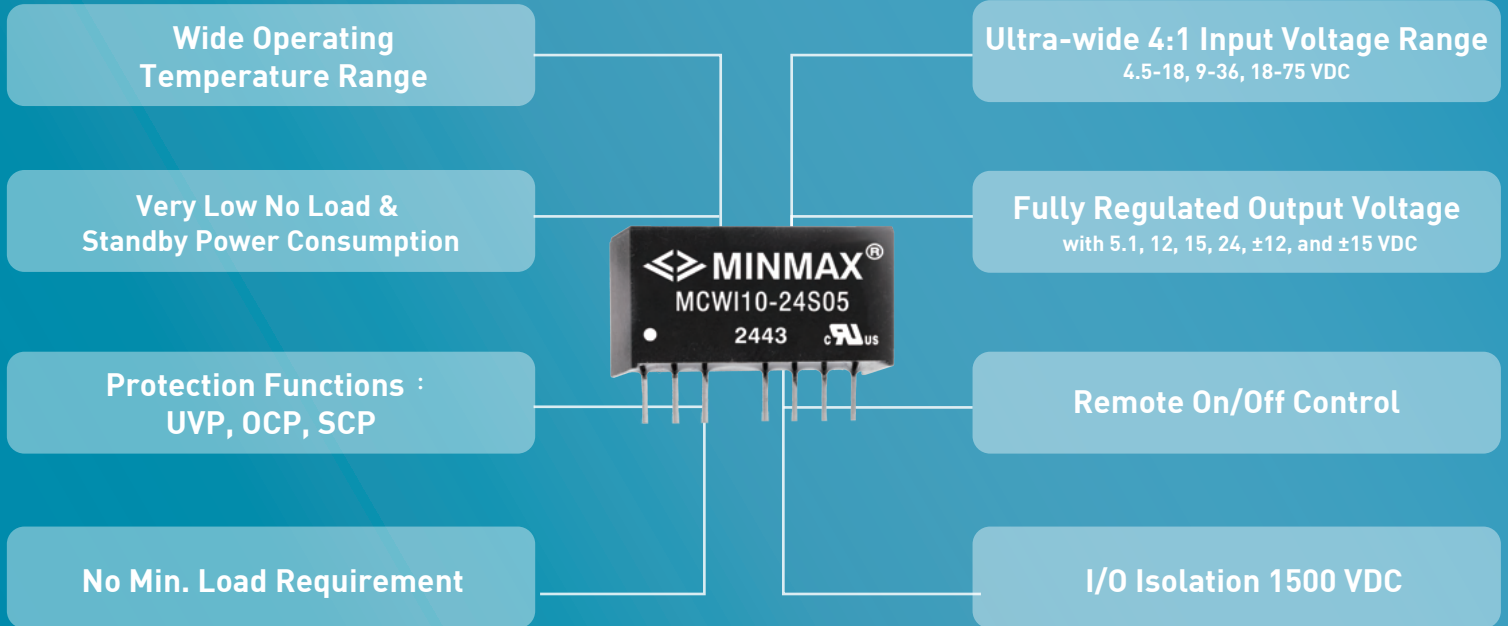 Wide Operating
Temperature Range
Ultra-wide 4:1 Input Voltage Range
4.5-18, 9-36, 18-75 VDC
Very Low No Load &
Standby Power Consumption
Fully Regulated Output Voltage
with 5.1, 12, 15, 24, ±12, and ±15 VDC
MINMAX®
MCWI10-24S05
2443 c RU US
Protection Functions：
UVP, OCP, SCP
Remote On/Off Control
No Min. Load Requirement
I/O Isolation 1500 VDC